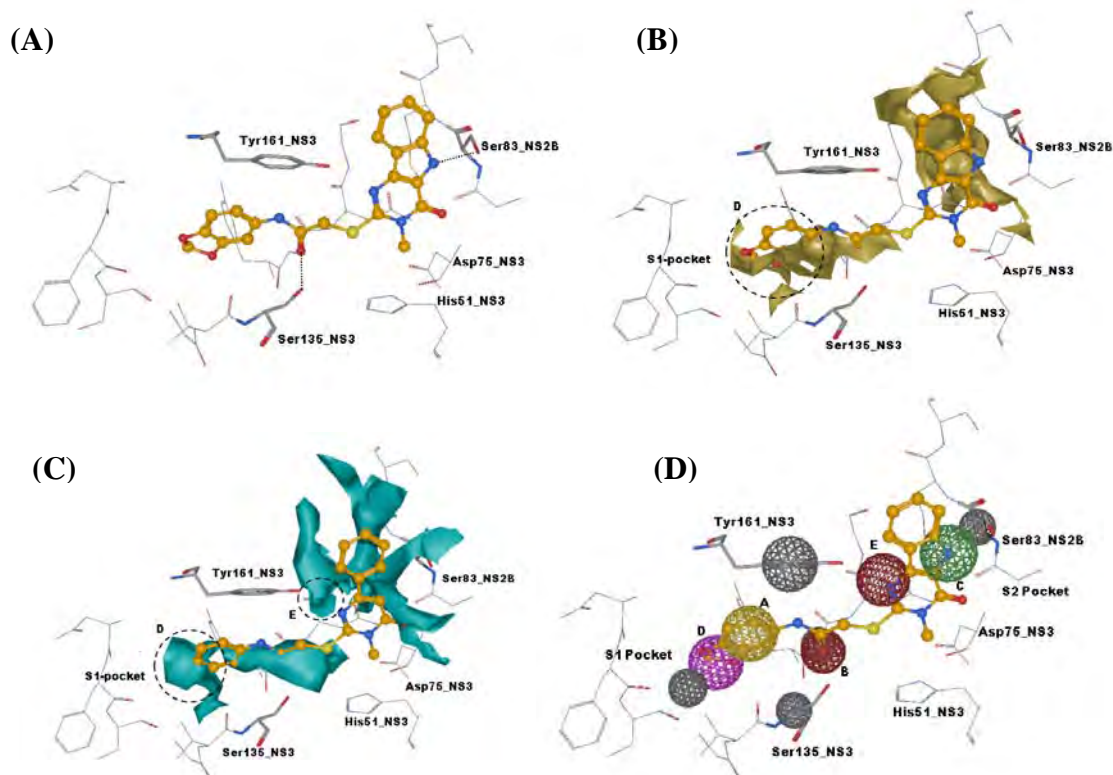 (A)
Tyr161_NS3
Ser83_NS2B
Asp75_NS3
His51_NS3
Ser135_NS3
(B)
Tyr161_NS3
Ser83_NS2B
D
S1-pocket
Asp75_NS3
His51_NS3
Ser135_NS3
(C)
Tyr161_NS3
Ser83_NS2B
E
D
S1-pocket
Asp75_NS3
His51_NS3
Ser135_NS3
(D)
Tyr161_NS3
E
Ser83_NS2B
C
S2 Pocket
A
D
Asp75_NS3
S1 Pocket
B
His51_NS3
Ser135_NS3